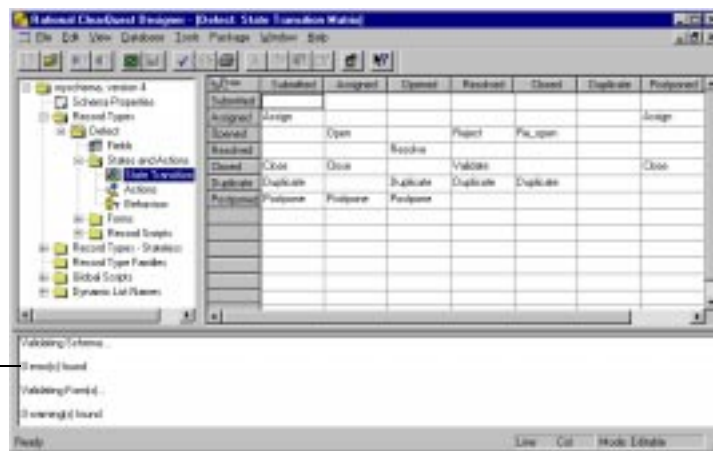 Rational ClearQuest Designer - [Defect: State Transition Matrix]
File Edit View Database Tools Package Window Help
myschema, version 4
Schema Properties
Record Types
Defect
Fields
States and Actions
State Transition
Actions
Behaviors
Forms
Record Scripts
Record Types - Stateless
Record Type Families
Global Scripts
Dynamic List Names
Submitted Assigned Opened Resolved Closed Duplicate Postponed
Submitted
Assigned Assign Assign
Opened Open Reject Re_open
Resolved Resolve
Closed Close Close Validate Close
Duplicate Duplicate Duplicate Duplicate Duplicate
Postponed Postpone Postpone Postpone
Validating Schema...
0 error(s) found
Validating Form(s)...
0 warning(s) found
Ready Line Col Mode: Editable